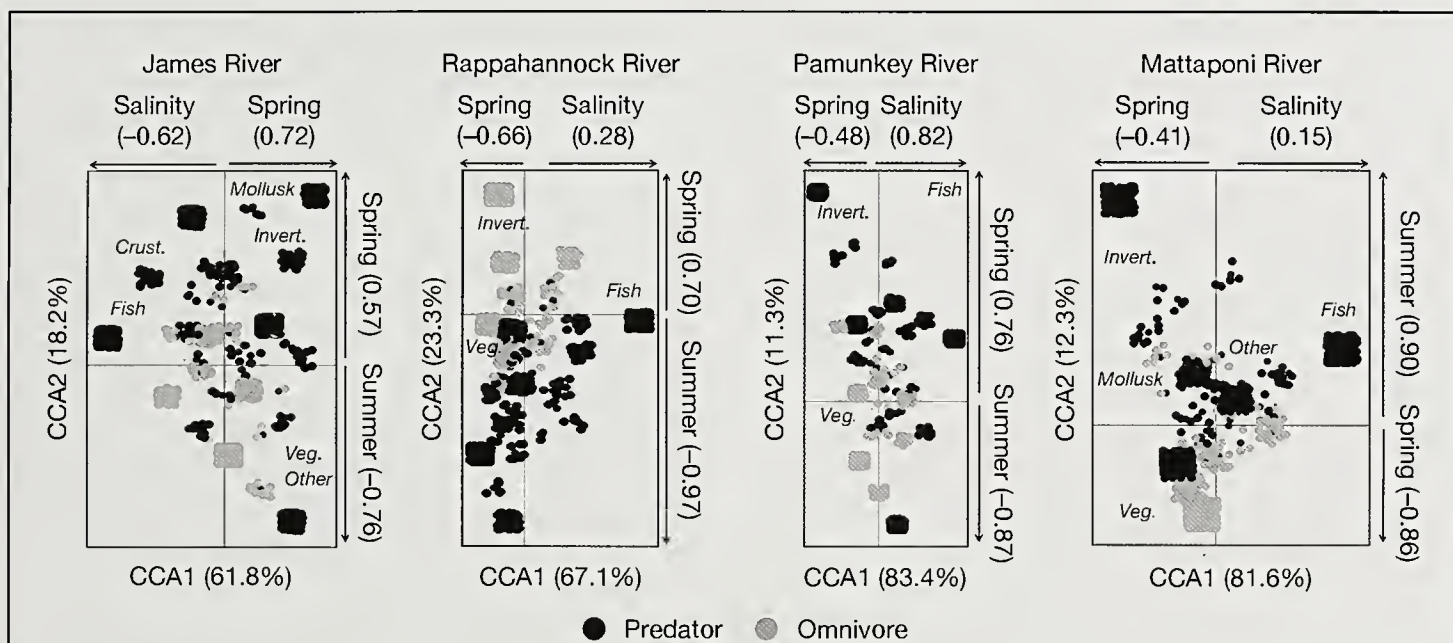 James River
Salinity Spring
(–0.62) (0.72)
Mollusk
Crust.
Invert.
Fish
Veg.
Other
CCA2 (18.2%)
Spring (0.57)
Summer (–0.76)
CCA1 (61.8%)
Rappahannock River
Spring Salinity
(–0.66) (0.28)
Invert.
Fish
Veg.
CCA2 (23.3%)
Spring (0.70)
Summer (–0.97)
CCA1 (67.1%)
Pamunkey River
Spring Salinity
(–0.48) (0.82)
Fish
Invert.
Veg.
CCA2 (11.3%)
Spring (0.76)
Summer (–0.87)
CCA1 (83.4%)
Mattaponi River
Spring Salinity
(–0.41) (0.15)
Invert.
Fish
Other
Mollusk
Veg.
CCA2 (12.3%)
Summer (0.90)
Spring (–0.86)
CCA1 (81.6%)
Predator Omnivore